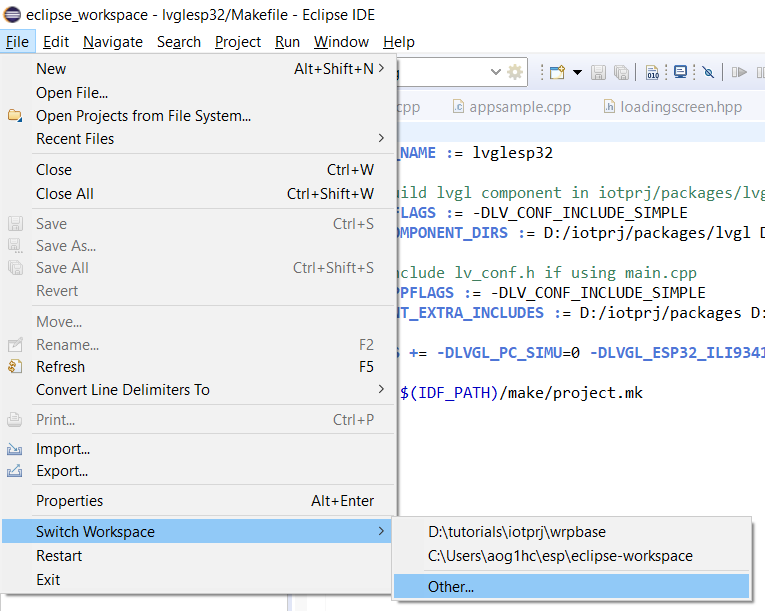 eclipse_workspace - lvglesp32/Makefile - Eclipse IDE
File Edit Navigate Search Project Run Window Help
New Alt+Shift+N >
Open File...
Open Projects from File System...
Recent Files >
Close Ctrl+W
Close All Ctrl+Shift+W
Save Ctrl+S
Save As...
Save All Ctrl+Shift+S
Revert
Move...
Rename... F2
Refresh F5
Convert Line Delimiters To >
Print... Ctrl+P
Import...
Export...
Properties Alt+Enter
Switch Workspace >
Restart
Exit
010
cpp appsample.cpp loadingscreen.hpp
_NAME := lvglesp32
ild lvgl component in iotprj/packages/lvg
FLAGS := -DLV_CONF_INCLUDE_SIMPLE
OMPONENT_DIRS := D:/iotprj/packages/lvgl D
clude lv_conf.h if using main.cpp
PPFLAGS := -DLV_CONF_INCLUDE_SIMPLE
NT_EXTRA_INCLUDES := D:/iotprj/packages D:
S += -DLVGL_PC_SIMU=0 -DLVGL_ESP32_ILI9341
$(IDF_PATH)/make/project.mk
D:\tutorials\iotprj\wrpbase
C:\Users\aog1hc\esp\eclipse-workspace
Other...